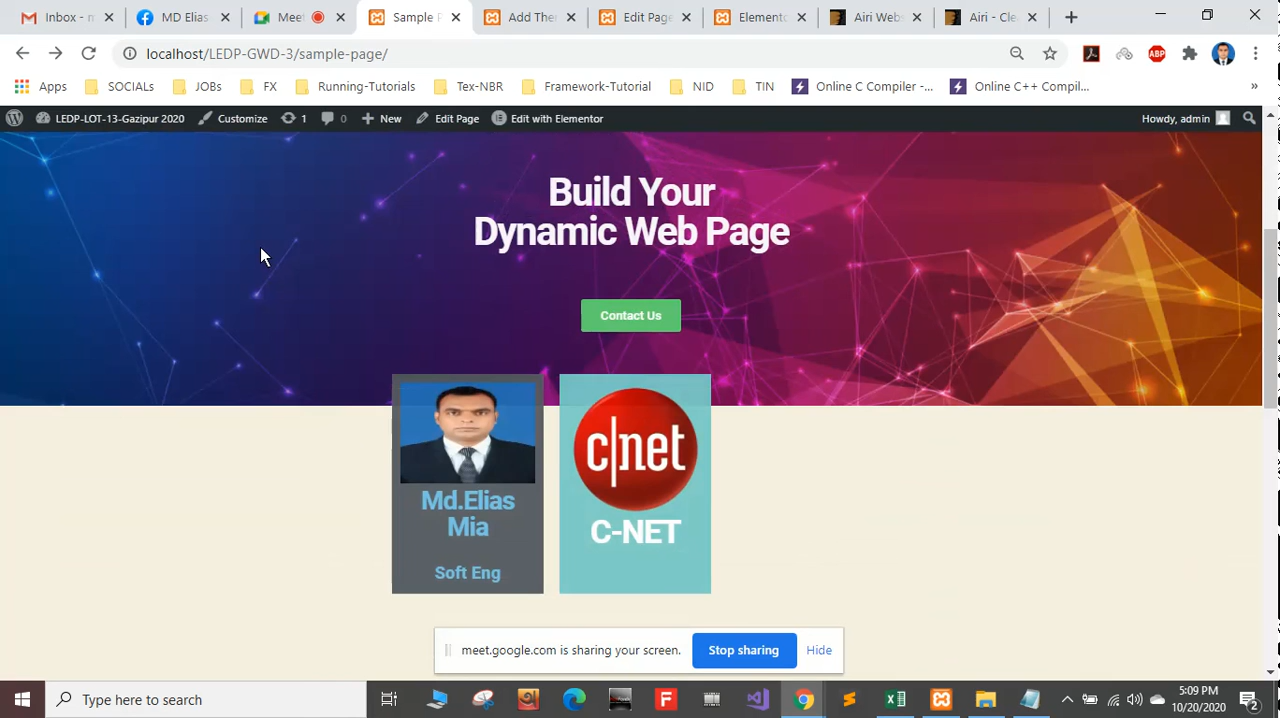 Inbox - n
MD Elias
Meet
Sample P
Add The
Edit Page
Elemento
Airi Webs
Airi - Cle
localhost/LEDP-GWD-3/sample-page/
ABP
Apps
SOCIALs
JOBs
FX
Running-Tutorials
Tex-NBR
Framework-Tutorial
NID
TIN
Online C Compiler -...
Online C++ Compil...
»
LEDP-LOT-13-Gazipur 2020
Customize
1
0
New
Edit Page
Edit with Elementor
Howdy, admin
Build Your
Dynamic Web Page
Contact Us
c|net
Md.Elias
Mia
C-NET
Soft Eng
meet.google.com is sharing your screen.
Stop sharing
Hide
Type here to search
5:09 PM
10/20/2020
2